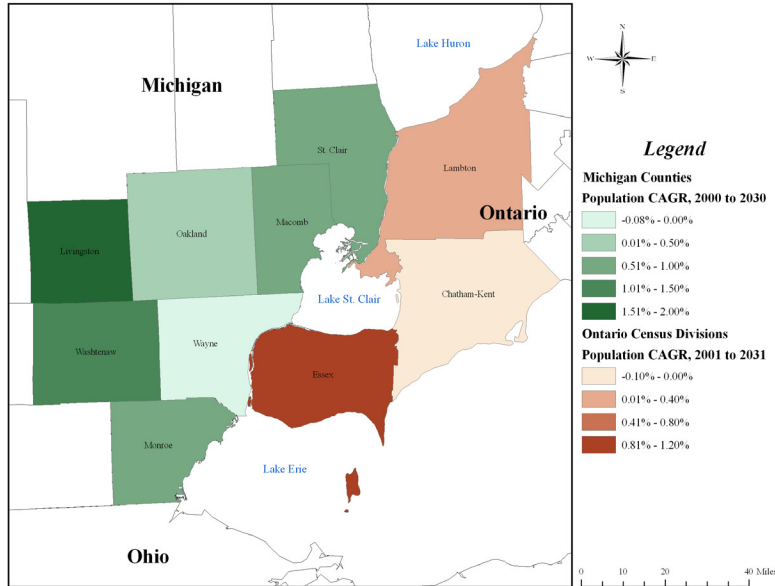 Lake Huron
N
W
E
S
Michigan
St. Clair
Lambton
Legend
Michigan Counties
Population CAGR, 2000 to 2030
-0.08% - 0.00%
0.01% - 0.50%
0.51% - 1.00%
1.01% - 1.50%
1.51% - 2.00%
Ontario Census Divisions
Population CAGR, 2001 to 2031
-0.10% - 0.00%
0.01% - 0.40%
0.41% - 0.80%
0.81% - 1.20%
Ontario
Macomb
Oakland
Livingston
Lake St. Clair
Chatham-Kent
Washtenaw
Wayne
Essex
Monroe
Lake Erie
Ohio
0 10 20 40 Miles